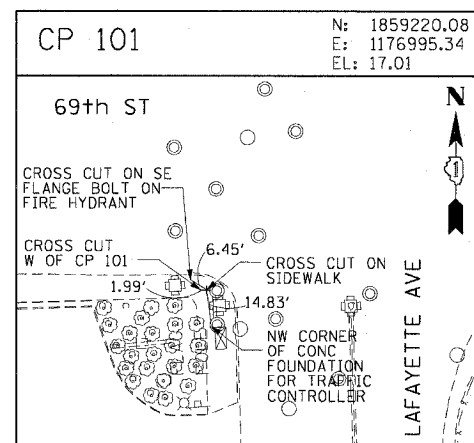 CP 101
N: 1859220.08
E: 1176995.34
EL: 17.01
69th ST
N
CROSS CUT ON SE
FLANGE BOLT ON
FIRE HYDRANT
CROSS CUT
W OF CP 101
6.45'
CROSS CUT ON
SIDEWALK
1.99'
14.83'
NW CORNER
OF CONC
FOUNDATION
FOR TRAFFIC
CONTROLLER
LAFAYETTE AVE